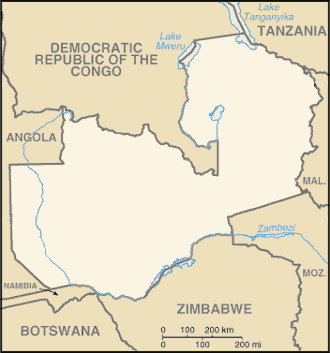 Lake
Tanganyika
TANZANIA
Lake
Mweru
DEMOCRATIC
REPUBLIC OF THE
CONGO
ANGOLA
MAL.
Zambezi
MOZ.
NAMIBIA
ZIMBABWE
BOTSWANA
0 100 200 km
0 100 200 mi